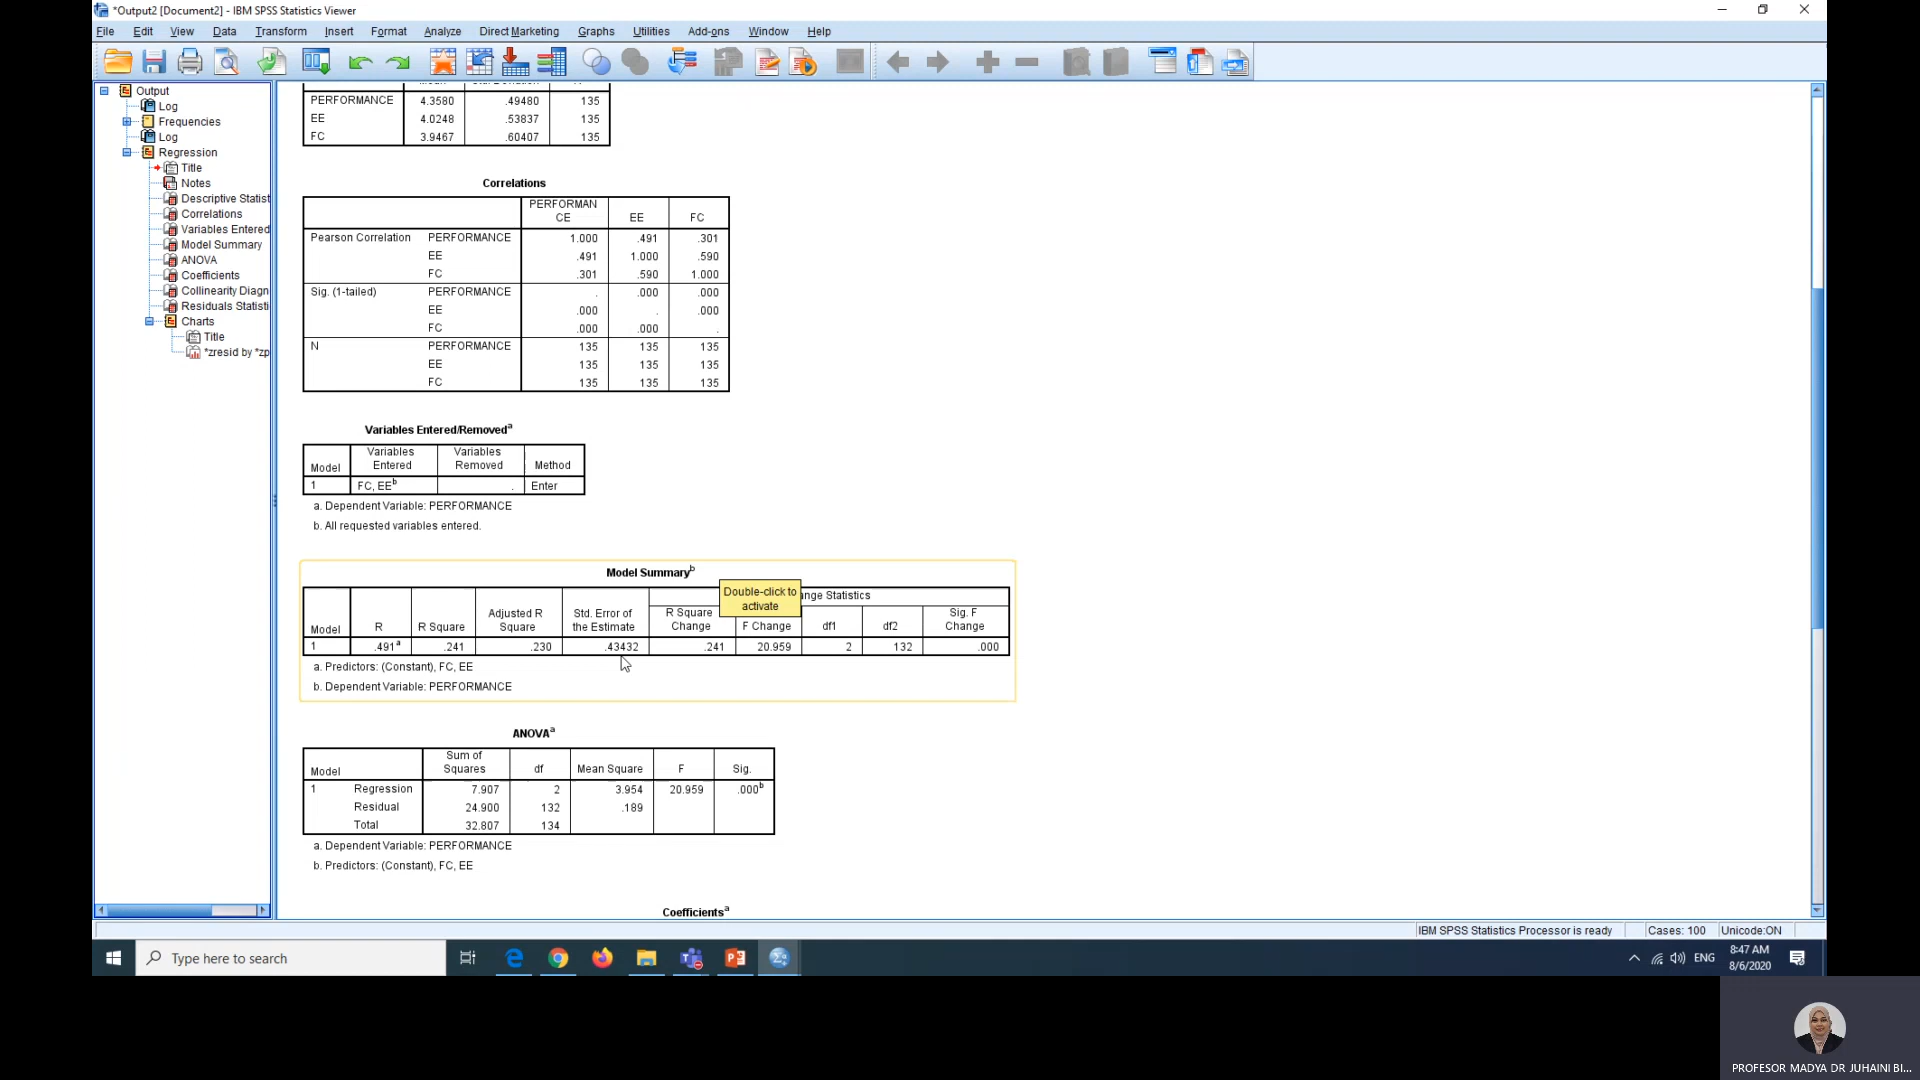 *Output2 [Document2] - IBM SPSS Statistics Viewer
File Edit View Data Transform Insert Format Analyze Direct Marketing Graphs Utilities Add-ons Window Help
Output
Log
Frequencies
Log
Regression
Title
Notes
Descriptive Statist
Correlations
Variables Entered
Model Summary
ANOVA
Coefficients
Collinearity Diagn
Residuals Statisti
Charts
Title
*zresid by *zp
PERFORMANCE 4.3580 .49480 135
EE 4.0248 .53837 135
FC 3.9467 .60407 135
Correlations
PERFORMAN
CE EE FC
Pearson Correlation PERFORMANCE 1.000 .491 .301
EE .491 1.000 .590
FC .301 .590 1.000
Sig. (1-tailed) PERFORMANCE . .000 .000
EE .000 . .000
FC .000 .000 .
N PERFORMANCE 135 135 135
EE 135 135 135
FC 135 135 135
Variables Entered/Removedᵃ
Variables Variables
Model Entered Removed Method
1 FC, EEᵇ . Enter
a. Dependent Variable: PERFORMANCE
b. All requested variables entered.
Model Summaryᵇ
Double-click to
activate
ange Statistics
Adjusted R Std. Error of R Square Sig. F
Model R R Square Square the Estimate Change F Change df1 df2 Change
1 .491ᵃ .241 .230 .43432 .241 20.959 2 132 .000
a. Predictors: (Constant), FC, EE
b. Dependent Variable: PERFORMANCE
ANOVAᵃ
Sum of
Model Squares df Mean Square F Sig.
1 Regression 7.907 2 3.954 20.959 .000ᵇ
Residual 24.900 132 .189
Total 32.807 134
a. Dependent Variable: PERFORMANCE
b. Predictors: (Constant), FC, EE
Coefficientsᵃ
IBM SPSS Statistics Processor is ready Cases: 100 Unicode:ON
Type here to search
ENG
8:47 AM
8/6/2020
PROFESOR MADYA DR JUHAINI BI...